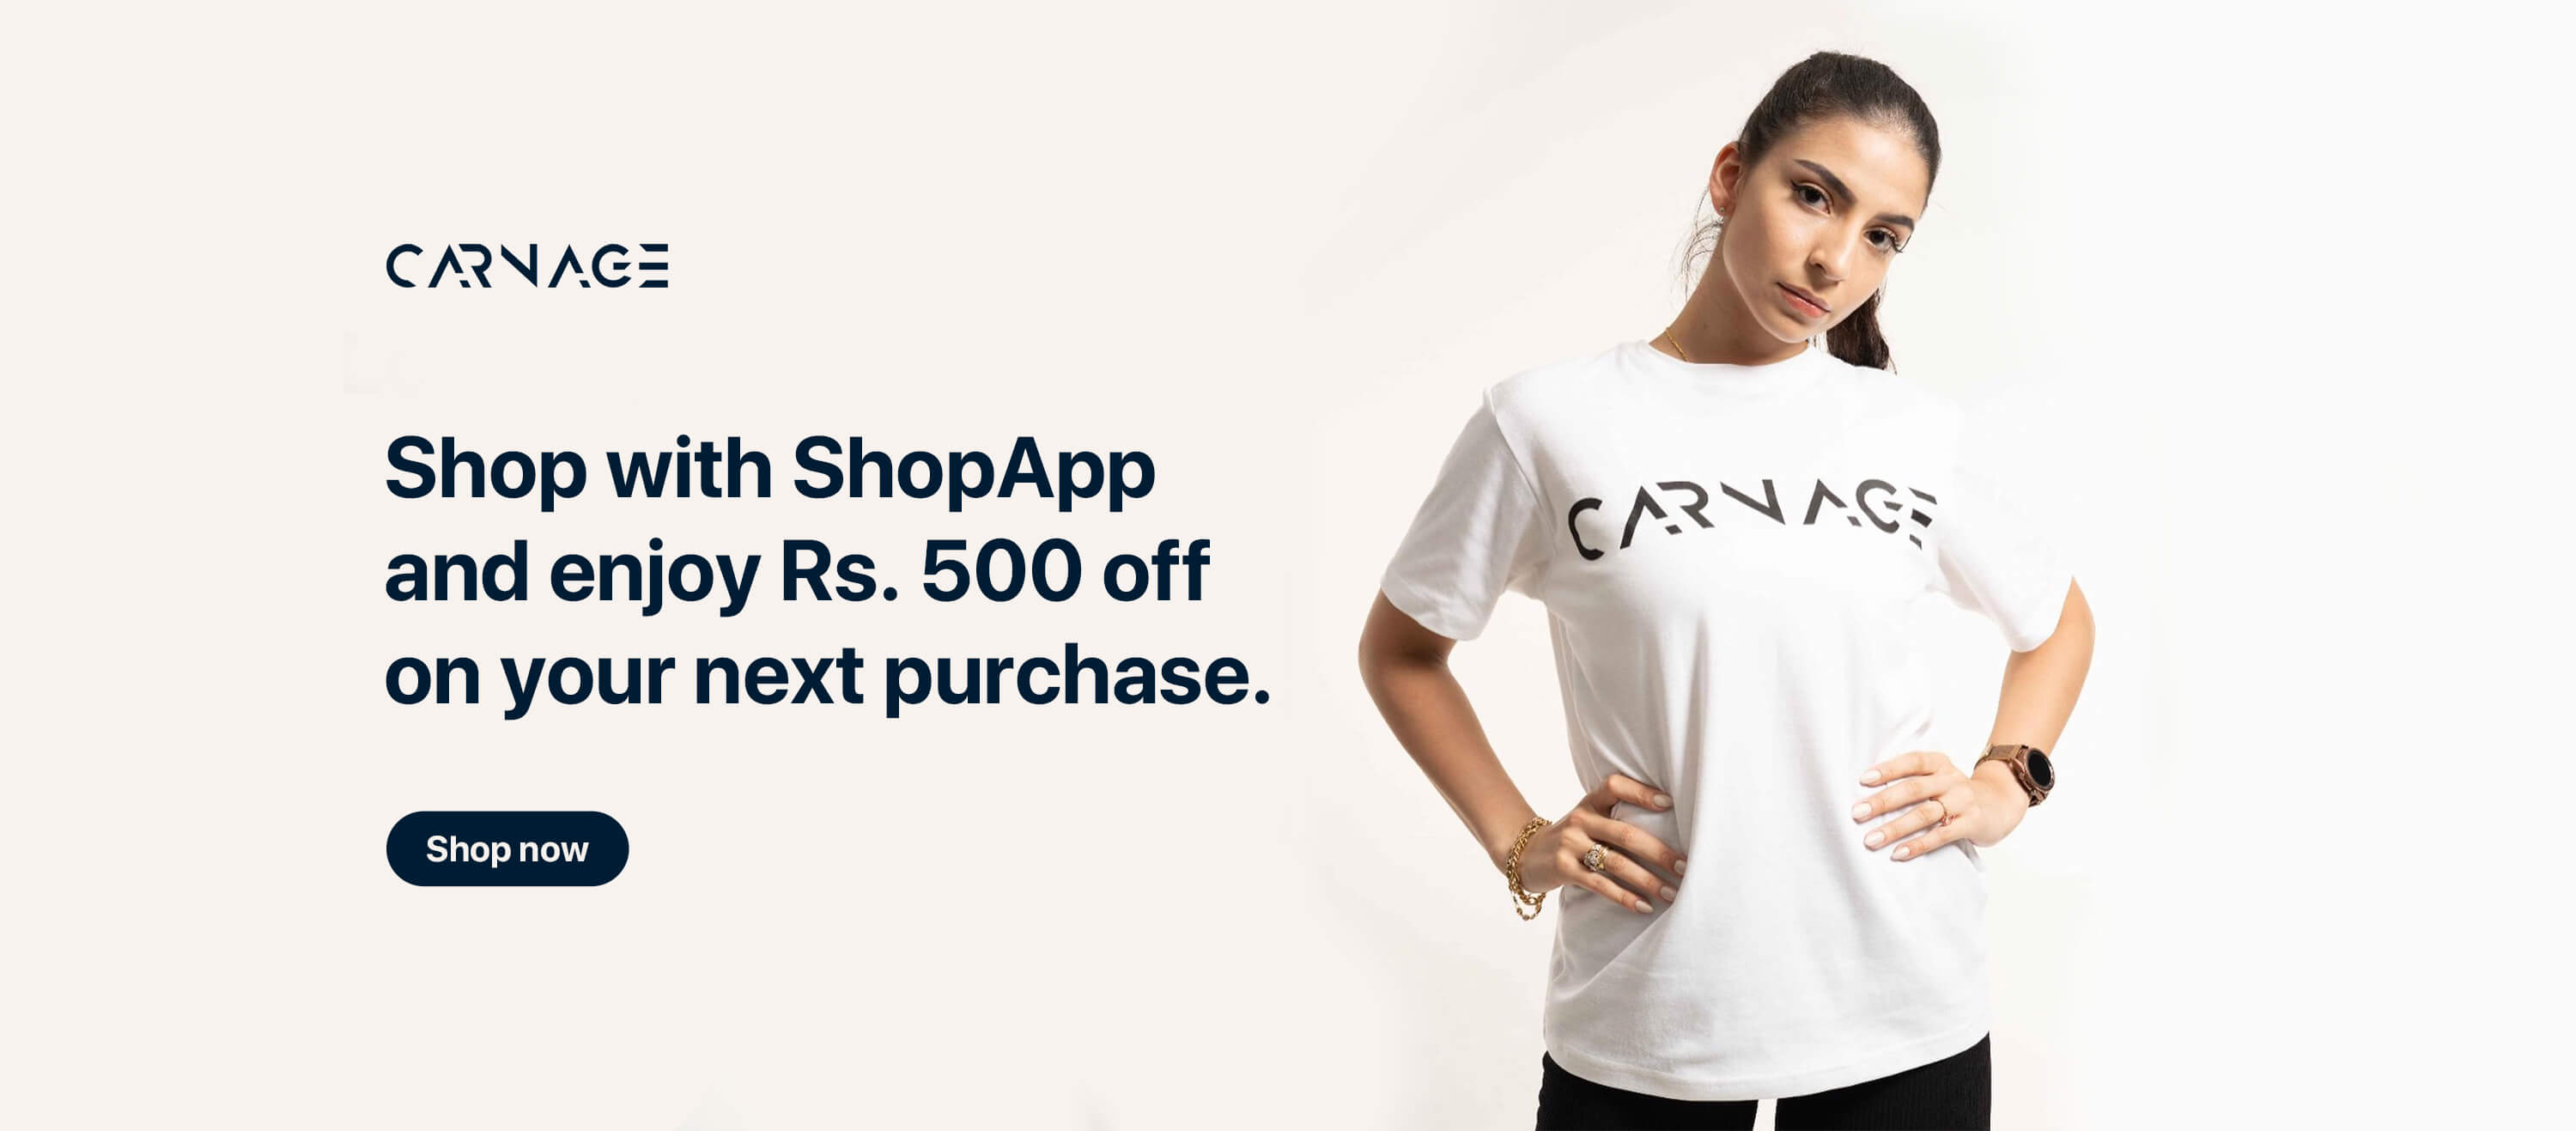 CARNAGE
Shop with ShopApp
and enjoy Rs. 500 off
on your next purchase.
Shop now
CARNAGE